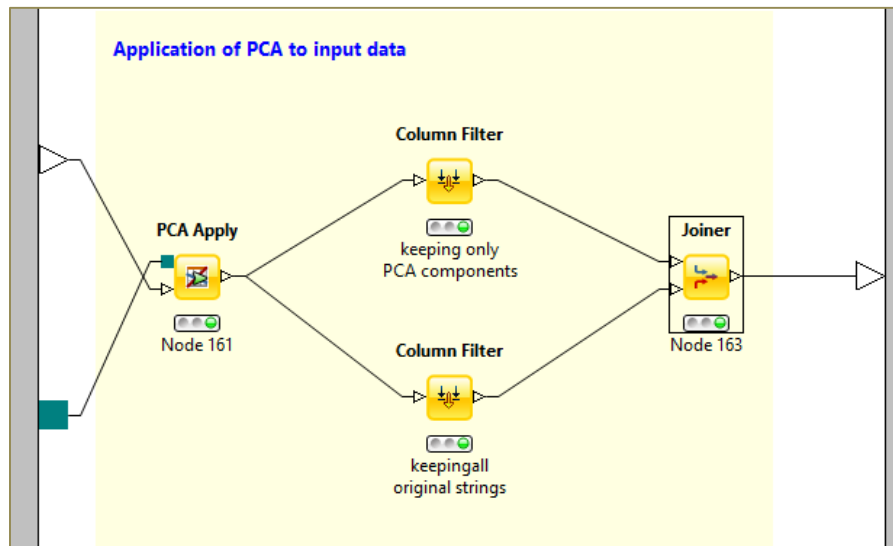 Application of PCA to input data
Column Filter
keeping only
PCA components
PCA Apply
Node 161
Joiner
Node 163
Column Filter
keepingall
original strings